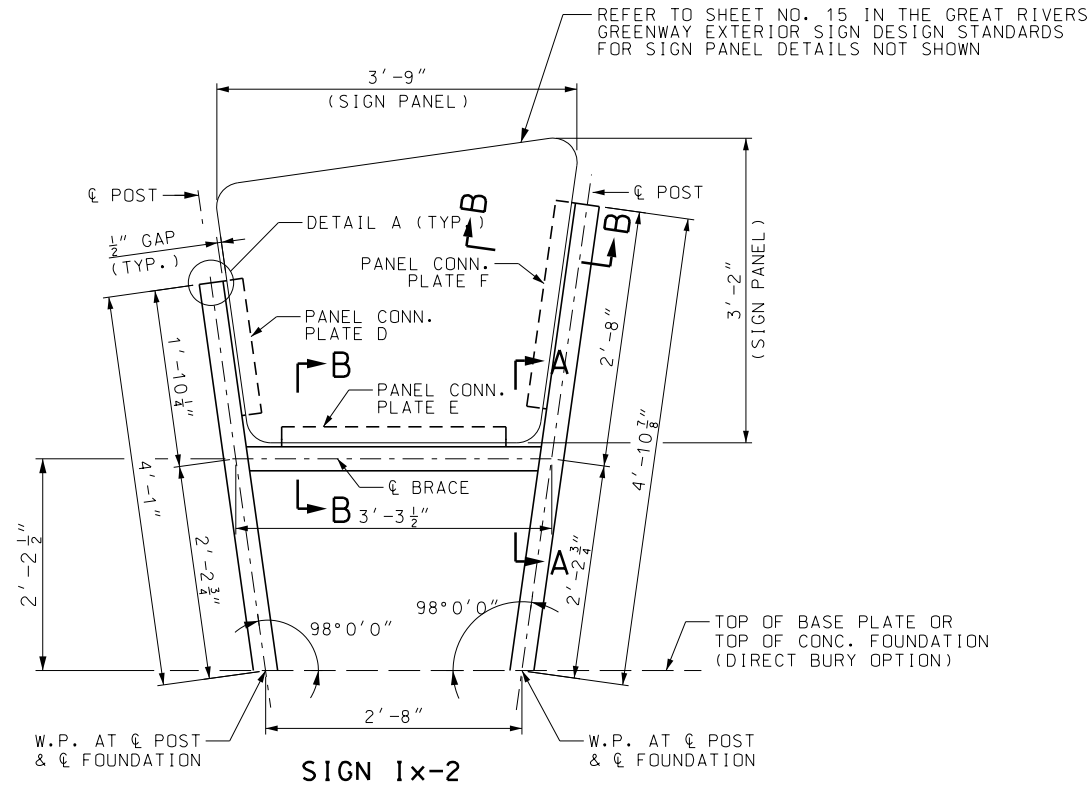 REFER TO SHEET NO. 15 IN THE GREAT RIVERS
GREENWAY EXTERIOR SIGN DESIGN STANDARDS
FOR SIGN PANEL DETAILS NOT SHOWN
3'-9"
(SIGN PANEL)
℄ POST
℄ POST
B
B
DETAIL A (TYP.)
½" GAP
(TYP.)
PANEL CONN.
PLATE F
3'-2"
(SIGN PANEL)
PANEL CONN.
PLATE D
2'-8"
1'-10¼"
B
A
PANEL CONN.
PLATE E
4'-10⅞"
4'-1"
℄ BRACE
B
3'-3½"
2'-2½"
2'-2¾"
A
2'-2¾"
98°0'0"
98°0'0"
TOP OF BASE PLATE OR
TOP OF CONC. FOUNDATION
(DIRECT BURY OPTION)
2'-8"
W.P. AT ℄ POST
& ℄ FOUNDATION
W.P. AT ℄ POST
& ℄ FOUNDATION
SIGN Ix-2